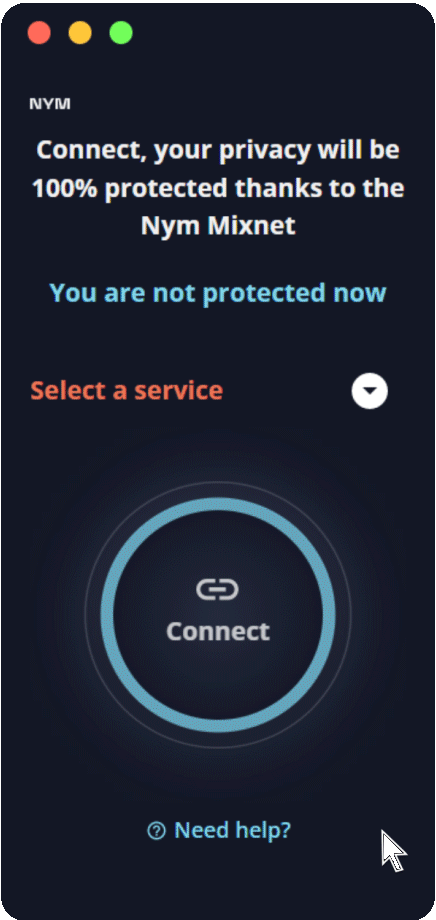 NYM
Connect, your privacy will be
100% protected thanks to the
Nym Mixnet
You are not protected now
Select a service
Connect
Need help?